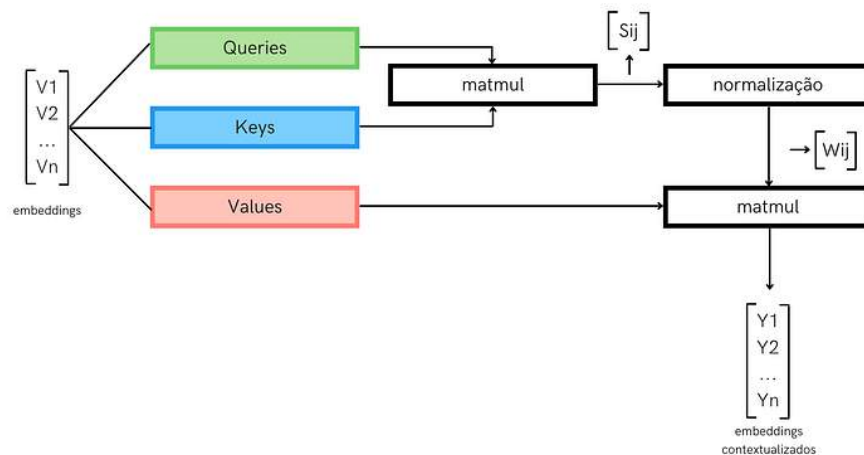 Queries
[Sij]
V1
V2
...
Vn
embeddings
matmul
normalização
Keys
[Wij]
Values
matmul
Y1
Y2
...
Yn
embeddings
contextualizados